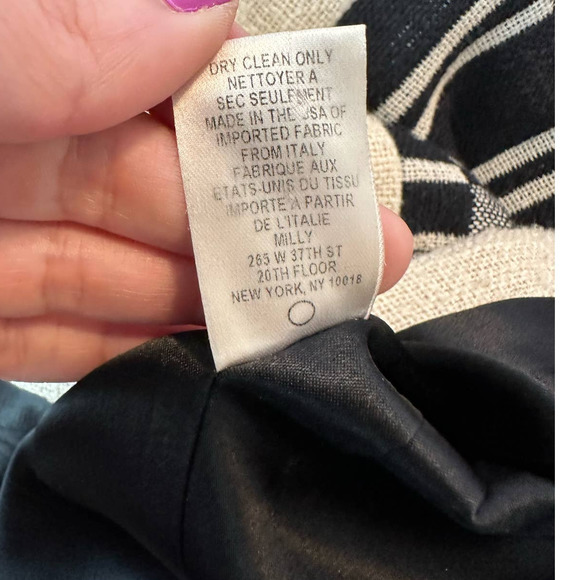 DRY CLEAN ONLY
NETTOYER A
SEC SEULEMENT
MADE IN THE USA OF
IMPORTED FABRIC
FROM ITALY
FABRIQUE AUX
ETATS-UNIS DU TISSU
IMPORTE A PARTIR
DE L'ITALIE
MILLY
265 W 37TH ST
20TH FLOOR
NEW YORK, NY 10018